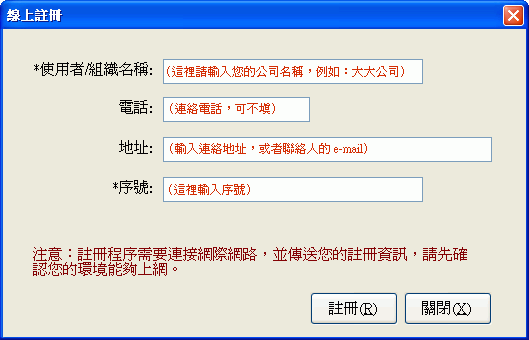 線上註冊
*使用者/組織名稱: (這裡請輸入您的公司名稱，例如：大大公司)
電話: (連絡電話，可不填)
地址: (輸入連絡地址，或者聯絡人的 e-mail)
*序號: (這裡輸入序號)
注意：註冊程序需要連接網際網路，並傳送您的註冊資訊，請先確
認您的環境能夠上網。
註冊(R) 關閉(X)